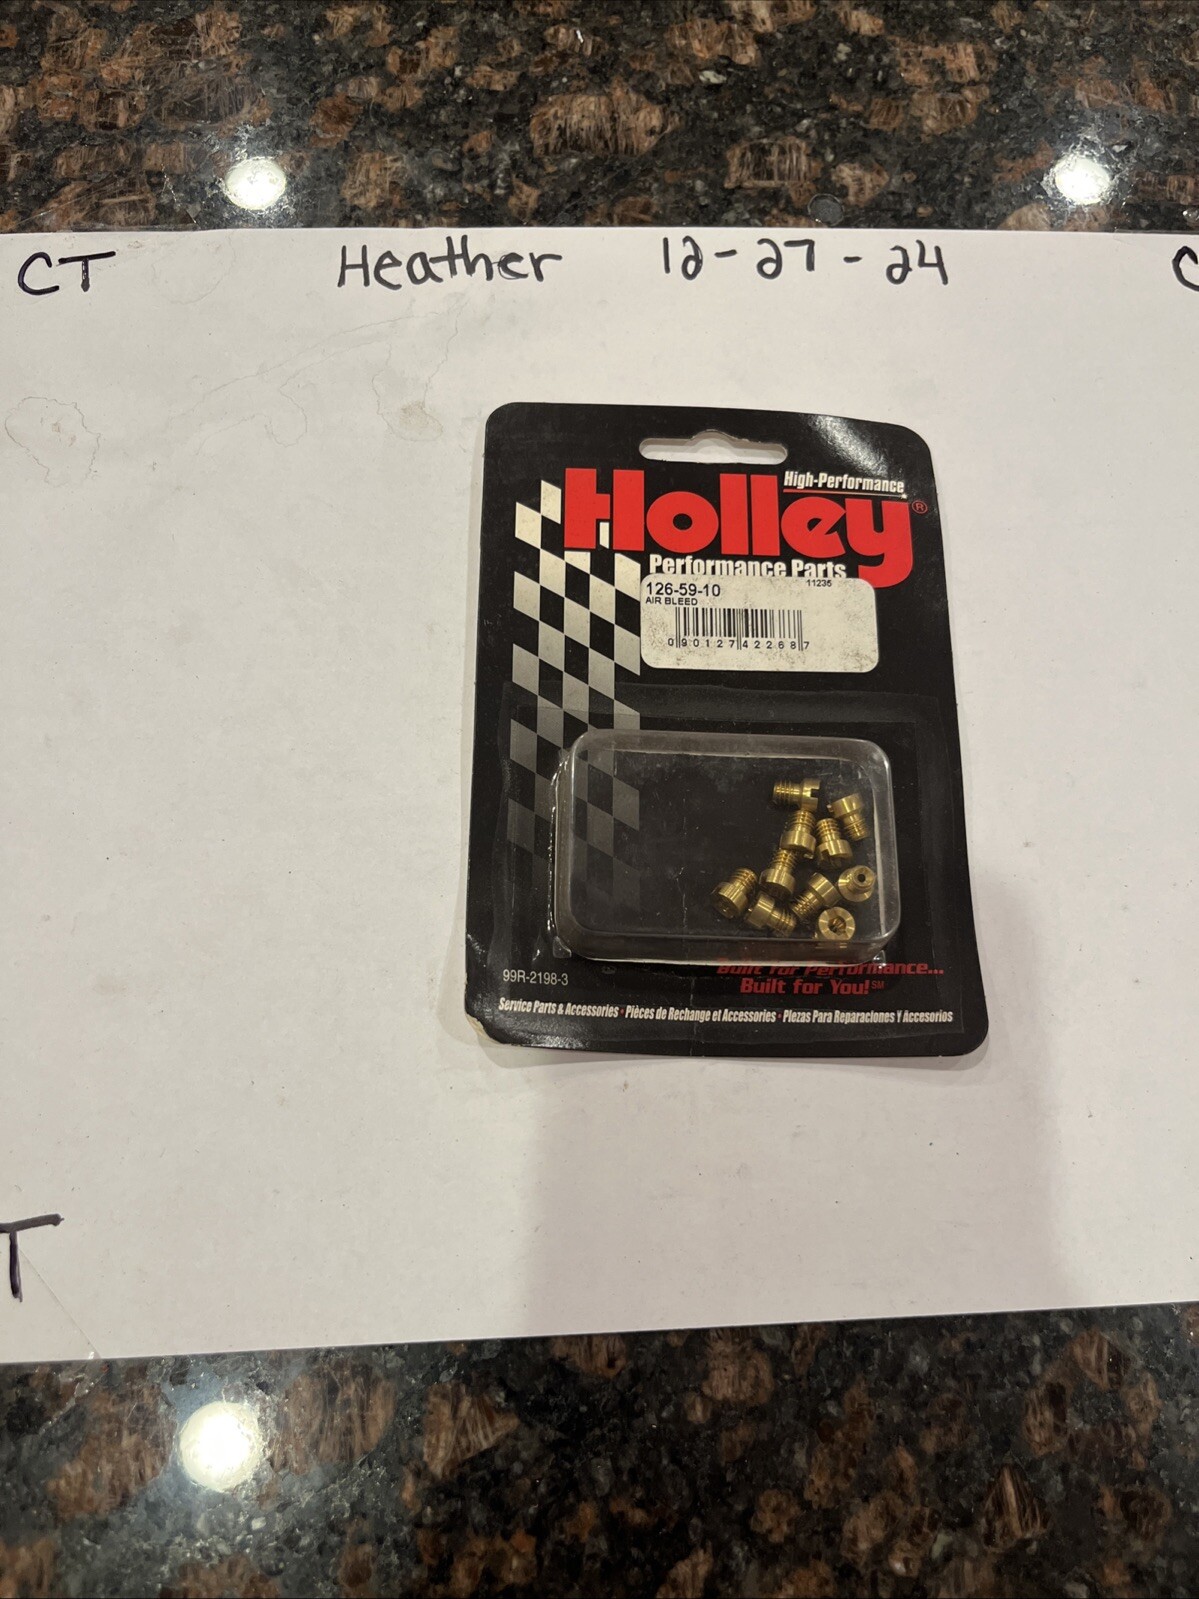 CT Heather 12-27-24 C
High-Performance
Holley®
Performance Parts
126-59-10 11235
AIR BLEED
0 90127 42268 7
99R-2198-3
Built for Performance...
Built for You!℠
Service Parts & Accessories · Pièces de Rechange et Accessories · Piezas Para Reparaciones Y Accesorios
T